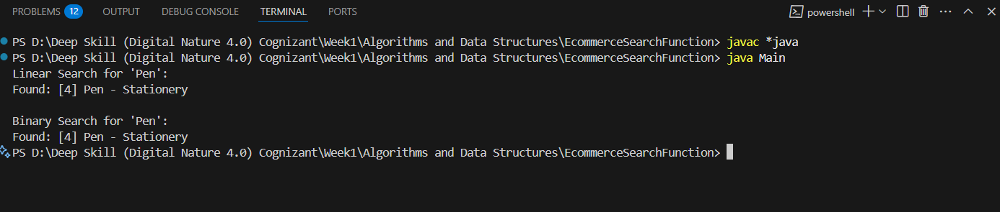 PROBLEMS 12 OUTPUT DEBUG CONSOLE TERMINAL PORTS powershell
PS D:\Deep Skill (Digital Nature 4.0) Cognizant\Week1\Algorithms and Data Structures\EcommerceSearchFunction> javac *java
PS D:\Deep Skill (Digital Nature 4.0) Cognizant\Week1\Algorithms and Data Structures\EcommerceSearchFunction> java Main
Linear Search for 'Pen':
Found: [4] Pen - Stationery
Binary Search for 'Pen':
Found: [4] Pen - Stationery
PS D:\Deep Skill (Digital Nature 4.0) Cognizant\Week1\Algorithms and Data Structures\EcommerceSearchFunction>